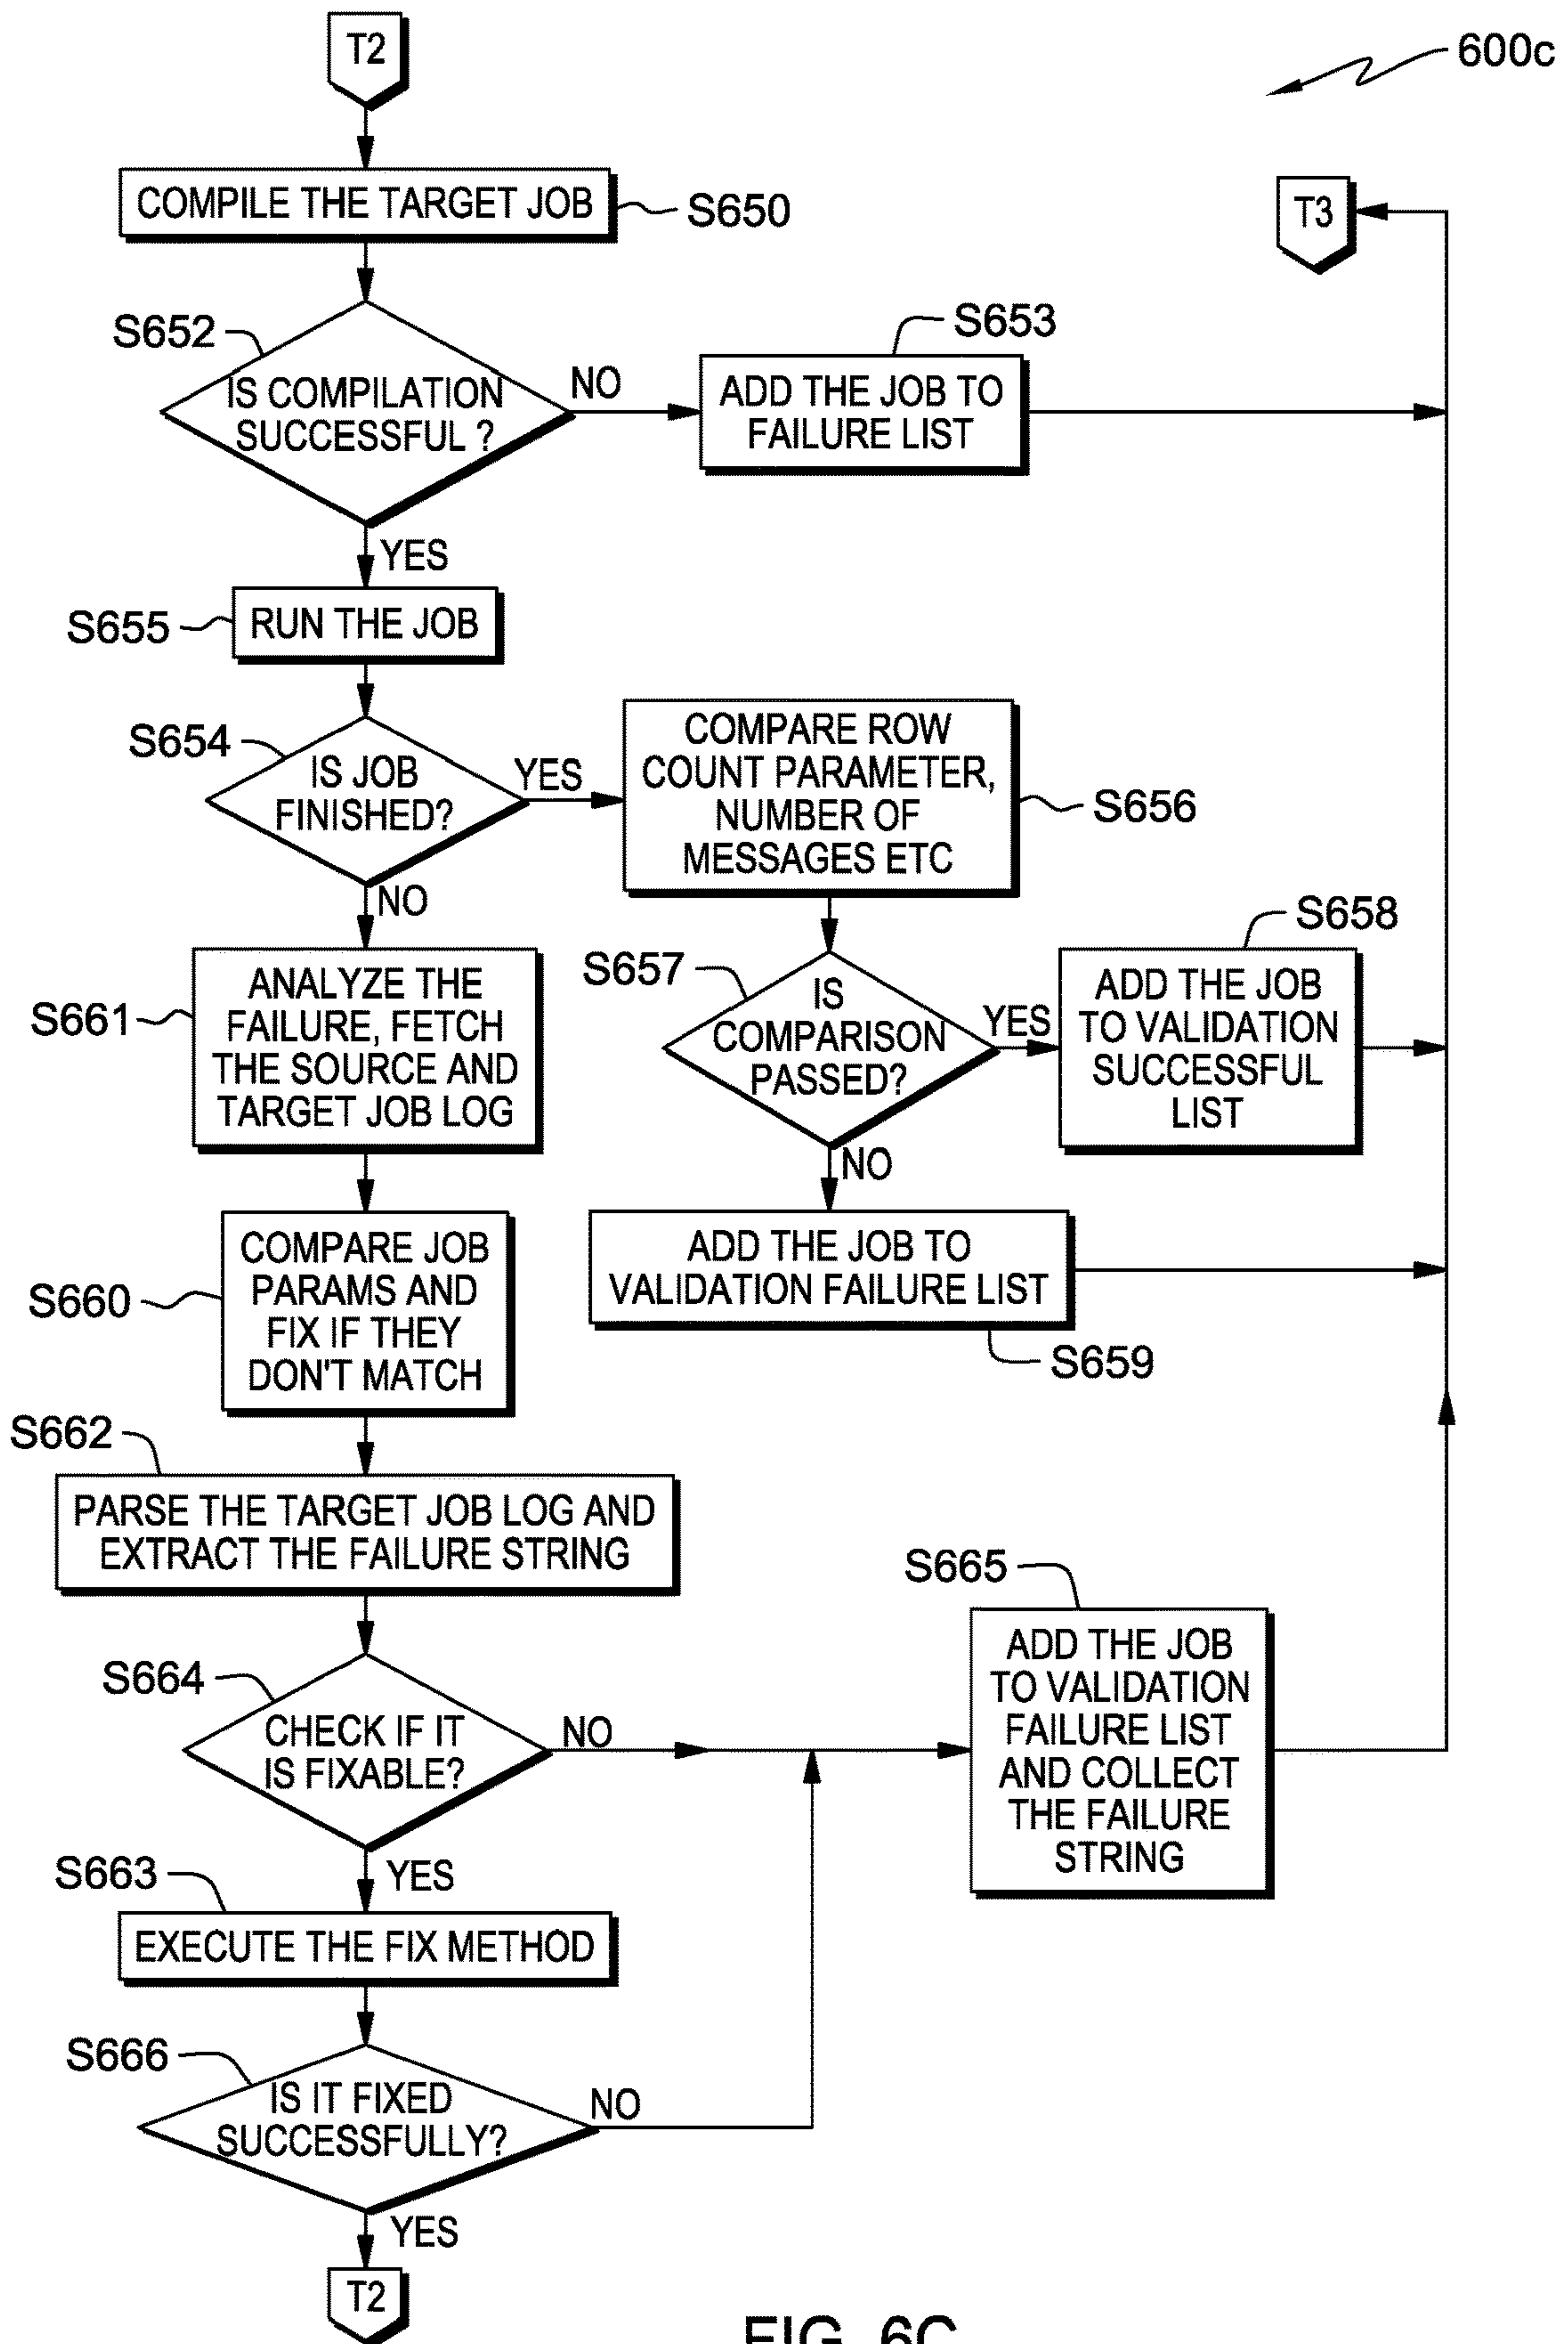 T2
600c
COMPILE THE TARGET JOB
S650
T3
S652
IS COMPILATION
SUCCESSFUL ?
NO
S653
ADD THE JOB TO
FAILURE LIST
YES
S655
RUN THE JOB
S654
IS JOB
FINISHED?
YES
COMPARE ROW
COUNT PARAMETER,
NUMBER OF
MESSAGES ETC
S656
NO
S661
ANALYZE THE
FAILURE, FETCH
THE SOURCE AND
TARGET JOB LOG
S657
IS
COMPARISON
PASSED?
YES
S658
ADD THE JOB
TO VALIDATION
SUCCESSFUL
LIST
NO
ADD THE JOB TO
VALIDATION FAILURE LIST
S659
S660
COMPARE JOB
PARAMS AND
FIX IF THEY
DON'T MATCH
S662
PARSE THE TARGET JOB LOG AND
EXTRACT THE FAILURE STRING
S664
CHECK IF IT
IS FIXABLE?
NO
S665
ADD THE JOB
TO VALIDATION
FAILURE LIST
AND COLLECT
THE FAILURE
STRING
YES
S663
EXECUTE THE FIX METHOD
S666
IS IT FIXED
SUCCESSFULLY?
NO
YES
T2
FIG. 6C